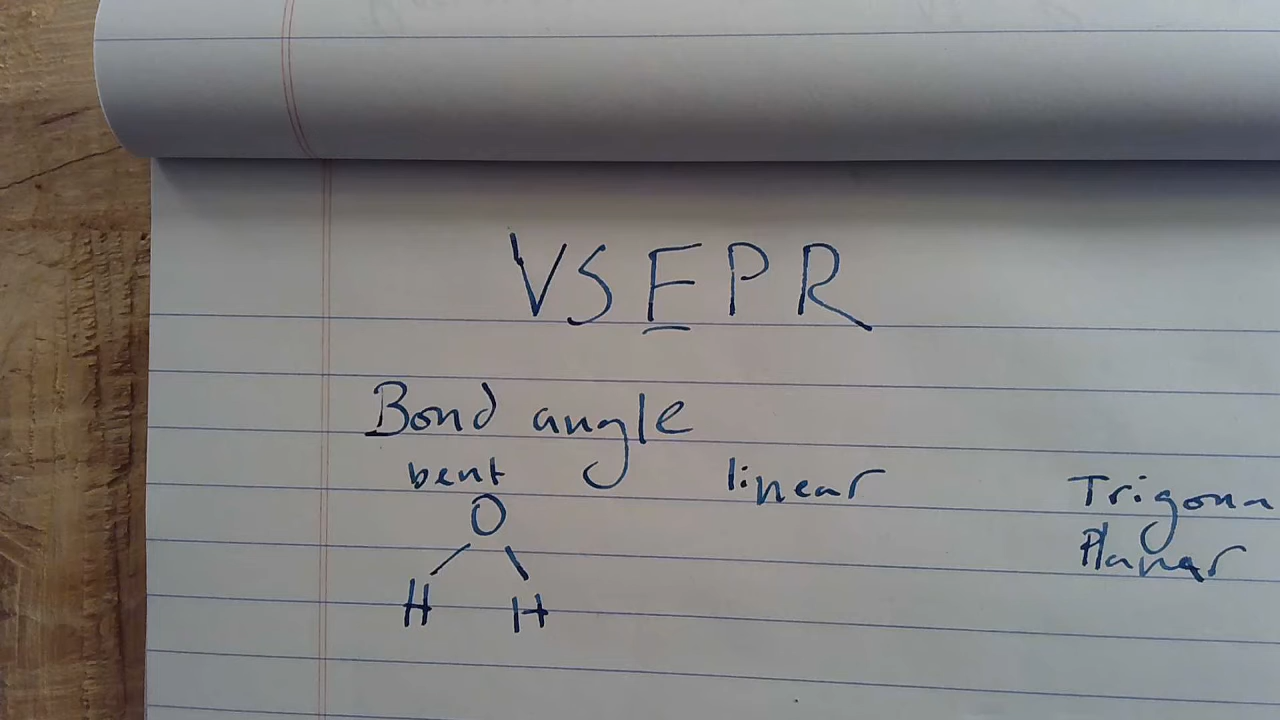 VSEPR
Bond angle
bent linear Trigona
Planar
O
H H